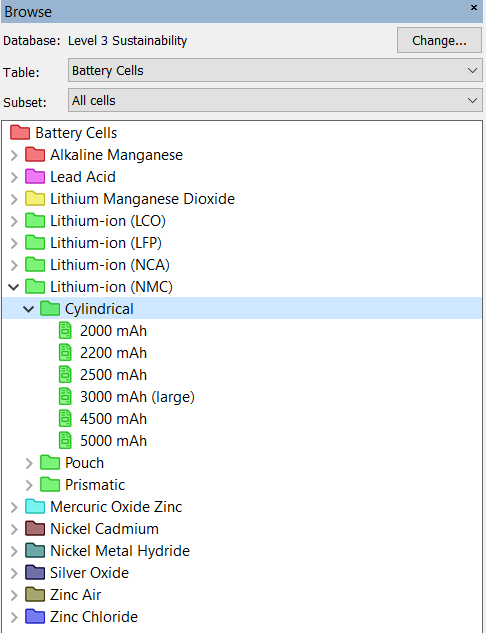 Browse
Database: Level 3 Sustainability
Change...
Table: Battery Cells
Subset: All cells
Battery Cells
Alkaline Manganese
Lead Acid
Lithium Manganese Dioxide
Lithium-ion (LCO)
Lithium-ion (LFP)
Lithium-ion (NCA)
Lithium-ion (NMC)
Cylindrical
2000 mAh
2200 mAh
2500 mAh
3000 mAh (large)
4500 mAh
5000 mAh
Pouch
Prismatic
Mercuric Oxide Zinc
Nickel Cadmium
Nickel Metal Hydride
Silver Oxide
Zinc Air
Zinc Chloride